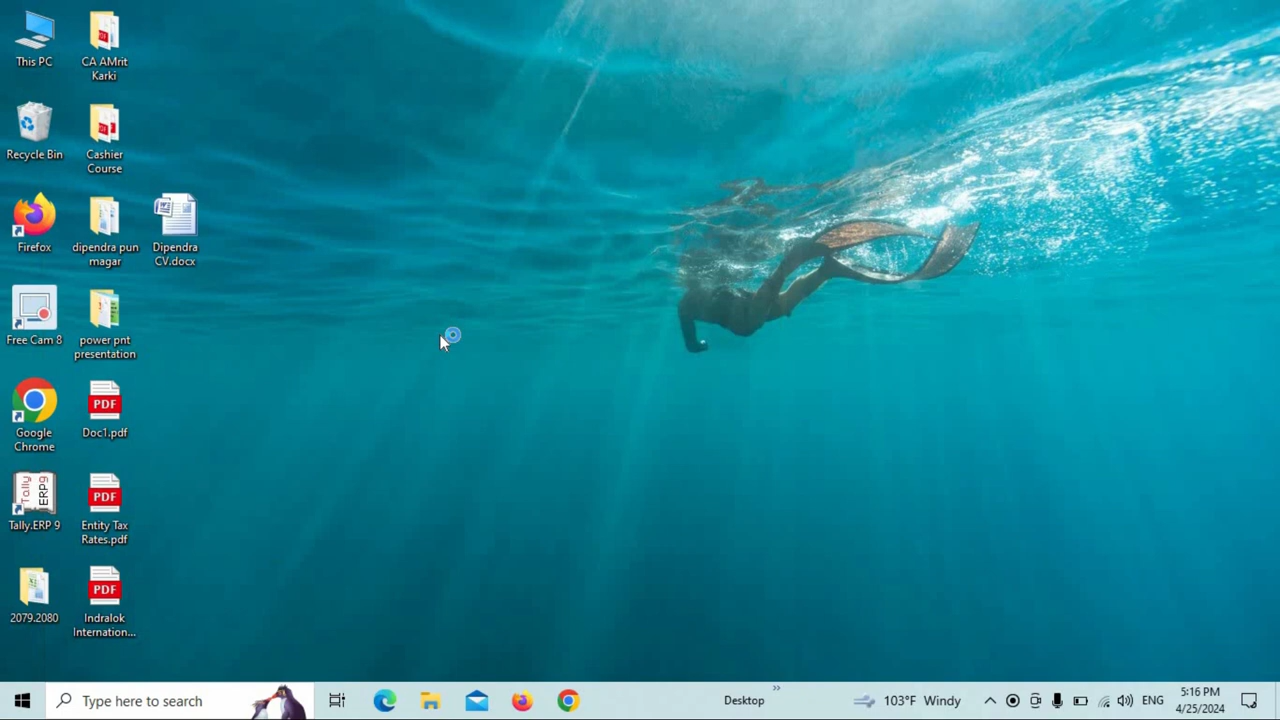 This PC
CA AMrit
Karki
Recycle Bin
Cashier
Course
Firefox
dipendra pun
magar
Dipendra
CV.docx
Free Cam 8
power pnt
presentation
Google
Chrome
PDF
Doc1.pdf
Tally
ERP9
Tally.ERP 9
PDF
Entity Tax
Rates.pdf
2079.2080
PDF
Indralok
Internation...
Type here to search
Desktop
103°F Windy
ENG
5:16 PM
4/25/2024